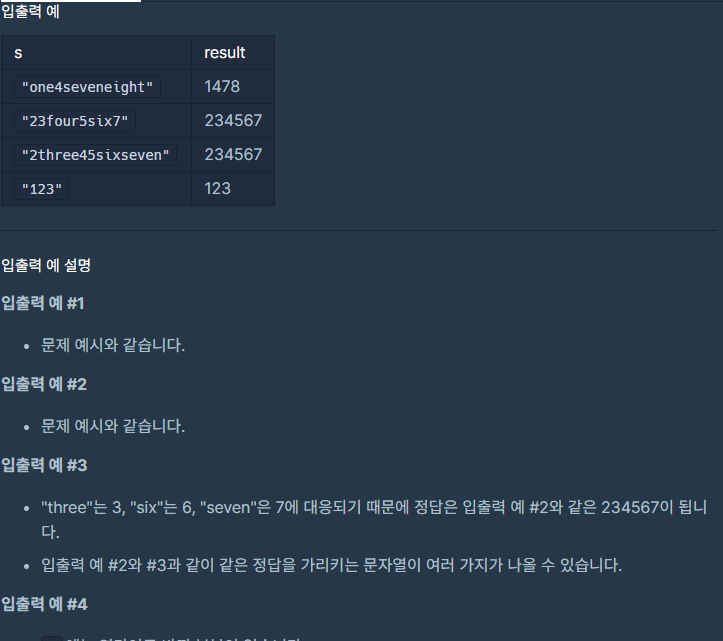 입출력 예
s result
"one4seveneight" 1478
"23four5six7" 234567
"2three45sixseven" 234567
"123" 123
입출력 예 설명
입출력 예 #1
문제 예시와 같습니다.
입출력 예 #2
문제 예시와 같습니다.
입출력 예 #3
"three"는 3, "six"는 6, "seven"은 7에 대응되기 때문에 정답은 입출력 예 #2와 같은 234567이 됩니
다.
입출력 예 #2와 #3과 같이 같은 정답을 가리키는 문자열이 여러 가지가 나올 수 있습니다.
입출력 예 #4